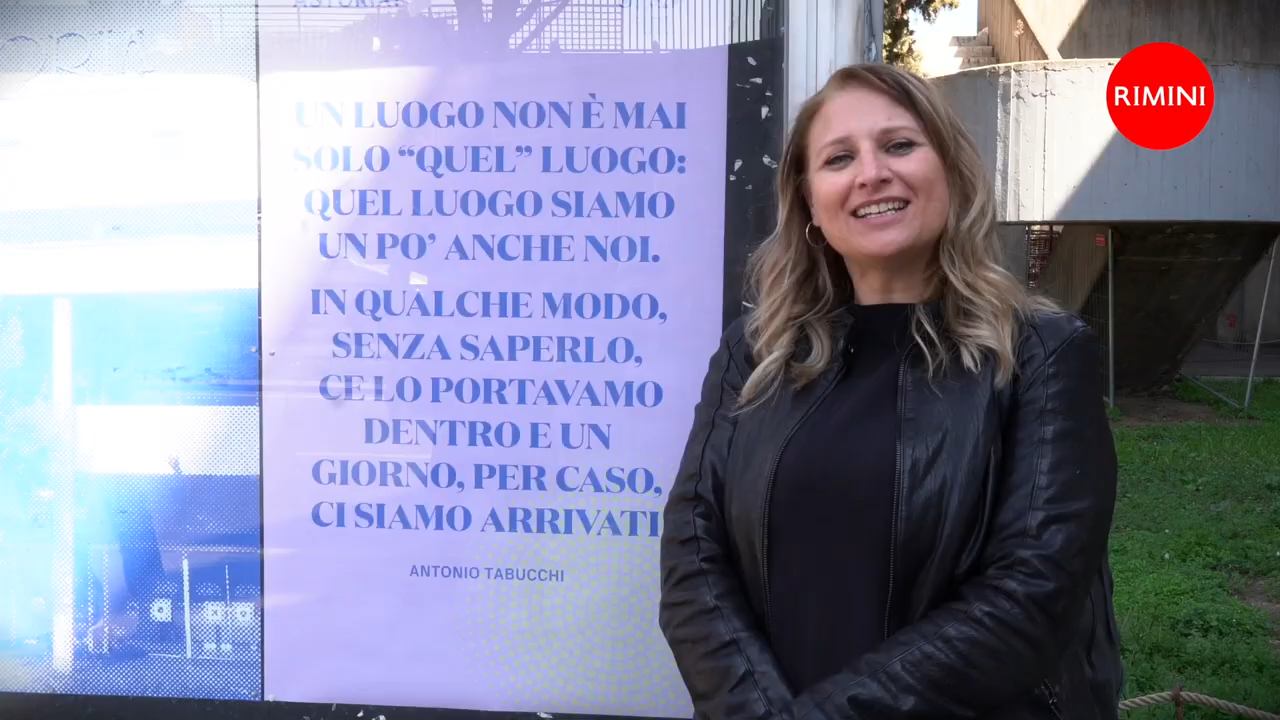 UN LUOGO NON È MAI
SOLO “QUEL” LUOGO:
QUEL LUOGO SIAMO
UN PO’ ANCHE NOI.
IN QUALCHE MODO,
SENZA SAPERLO,
CE LO PORTAVAMO
DENTRO E UN
GIORNO, PER CASO,
CI SIAMO ARRIVATI
ANTONIO TABUCCHI
RIMINI